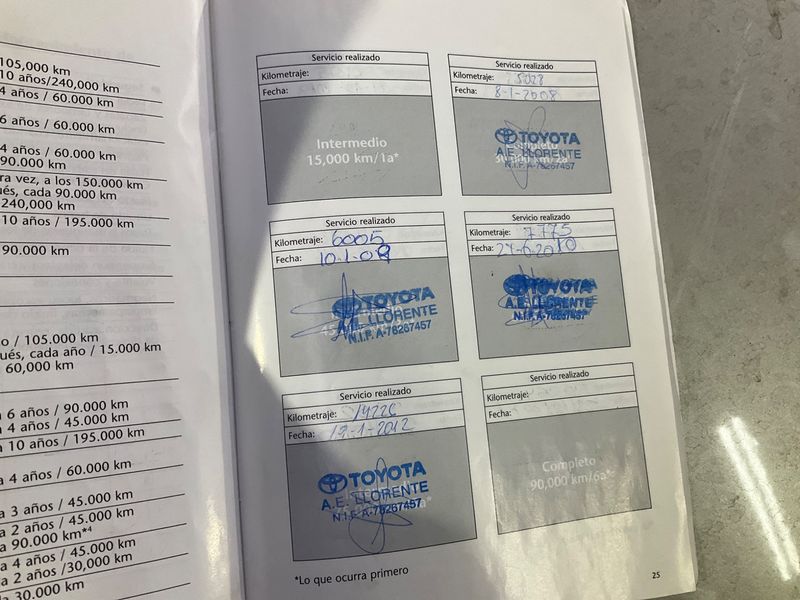 105,000 km
10 años/240,000 km
4 años / 60.000 km
6 años / 60.000 km
4 años / 60.000 km
90.000 km
ra vez, a los 150.000 km
ués, cada 90.000 km
240,000 km
10 años / 195.000 km
90.000 km
o / 105.000 km
ués, cada año / 15.000 km
60,000 km
a 6 años / 90.000 km
a 4 años / 45.000 km
a 10 años / 195.000 km
a 4 años / 60.000 km
a 3 años / 45.000 km
a 2 años / 45.000 km
a 90.000 km*4
a 4 años / 45.000 km
a 2 años /30,000 km
a 30.000 km
Servicio realizado
Kilometraje:
Fecha:
Intermedio
15,000 km/1a*
Servicio realizado
Kilometraje: 5028
Fecha: 8-1-2008
TOYOTA
Completo
A.E. LLORENTE
N.I.F. A-78267457
Servicio realizado
Kilometraje: 6005
Fecha: 10-1-09
TOYOTA
A.E. LLORENTE
N.I.F. A-78267457
Servicio realizado
Kilometraje: 7775
Fecha: 24-6-2010
TOYOTA
A.E. LLORENTE
N.I.F. A-78267457
Servicio realizado
Kilometraje: 14226
Fecha: 19-1-2012
TOYOTA
A.E. LLORENTE
N.I.F. A-78267457
Servicio realizado
Kilometraje:
Fecha:
Completo
90,000 km/6a*
*Lo que ocurra primero
25